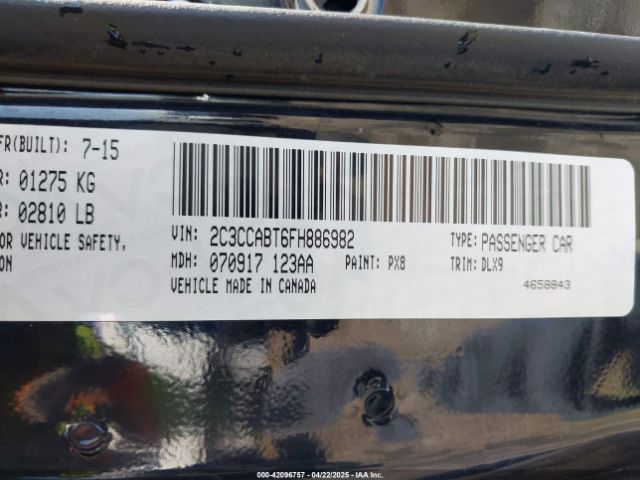 FR(BUILT): 7-15
R: 01275 KG
R: 02810 LB
OR VEHICLE SAFETY,
ION
VIN: 2C3CCABT6FH886982
TYPE: PASSENGER CAR
MDH: 070917 123AA
PAINT: PX8
TRIM: DLX9
VEHICLE MADE IN CANADA
4658843
000-42096757 - 04/22/2025 - IAA Inc.